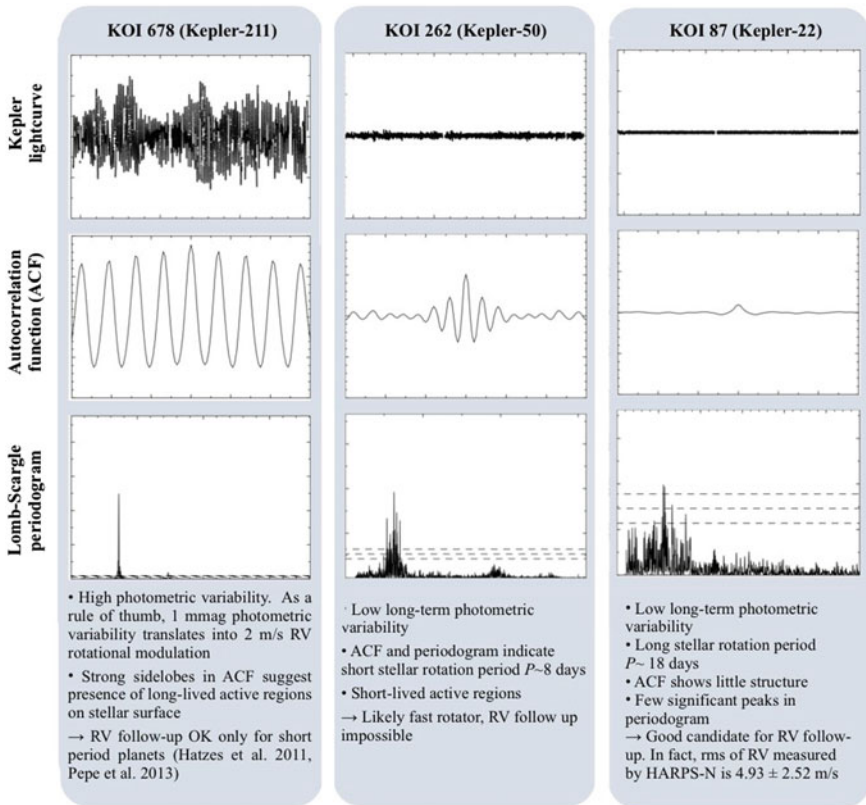 KOI 678 (Kepler-211)
KOI 262 (Kepler-50)
KOI 87 (Kepler-22)
Kepler
lightcurve
Autocorrelation
function (ACF)
Lomb-Scargle
periodogram
• High photometric variability. As a
rule of thumb, 1 mmag photometric
variability translates into 2 m/s RV
rotational modulation
• Strong sidelobes in ACF suggest
presence of long-lived active regions
on stellar surface
→ RV follow-up OK only for short
period planets (Hatzes et al. 2011,
Pepe et al. 2013)
· Low long-term photometric
variability
• ACF and periodogram indicate
short stellar rotation period P~8 days
• Short-lived active regions
→ Likely fast rotator, RV follow up
impossible
• Low long-term photometric
variability
• Long stellar rotation period
P~ 18 days
• ACF shows little structure
• Few significant peaks in
periodogram
→ Good candidate for RV follow-
up. In fact, rms of RV measured
by HARPS-N is 4.93 ± 2.52 m/s